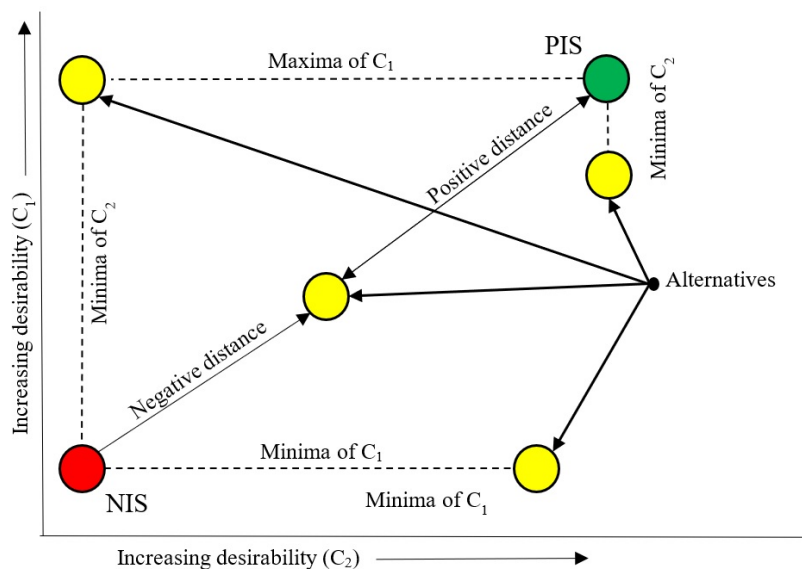 PIS
Maxima of C₁
Minima of C₂
Positive distance
Increasing desirability (C₁)
Minima of C₂
Alternatives
Negative distance
Minima of C₁
NIS
Minima of C₁
Increasing desirability (C₂)